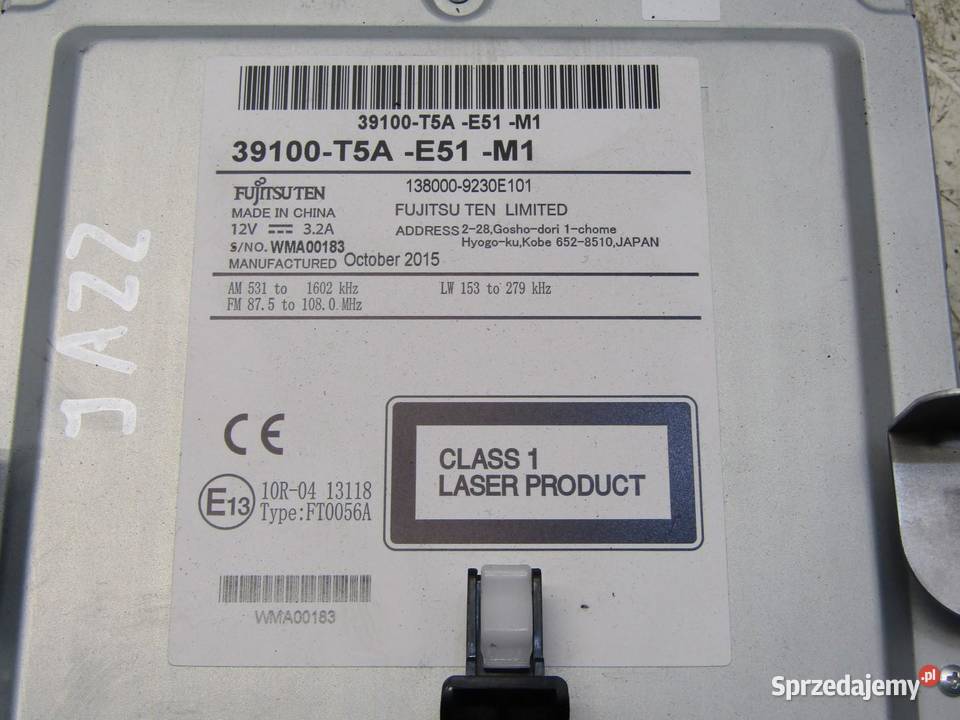 39100-T5A -E51 -M1
39100-T5A -E51 -M1
FUJITSU TEN
138000-9230E101
MADE IN CHINA
FUJITSU TEN LIMITED
12V 3.2A
ADDRESS 2-28,Gosho-dori 1-chome
Hyogo-ku,Kobe 652-8510,JAPAN
S/NO. WMA00183
MANUFACTURED October 2015
AM 531 to 1602 kHz LW 153 to 279 kHz
FM 87.5 to 108.0 MHz
JAZZ
CE
CLASS 1
LASER PRODUCT
E13
10R-04 13118
Type:FT0056A
WMA00183
Sprzedajemy.pl